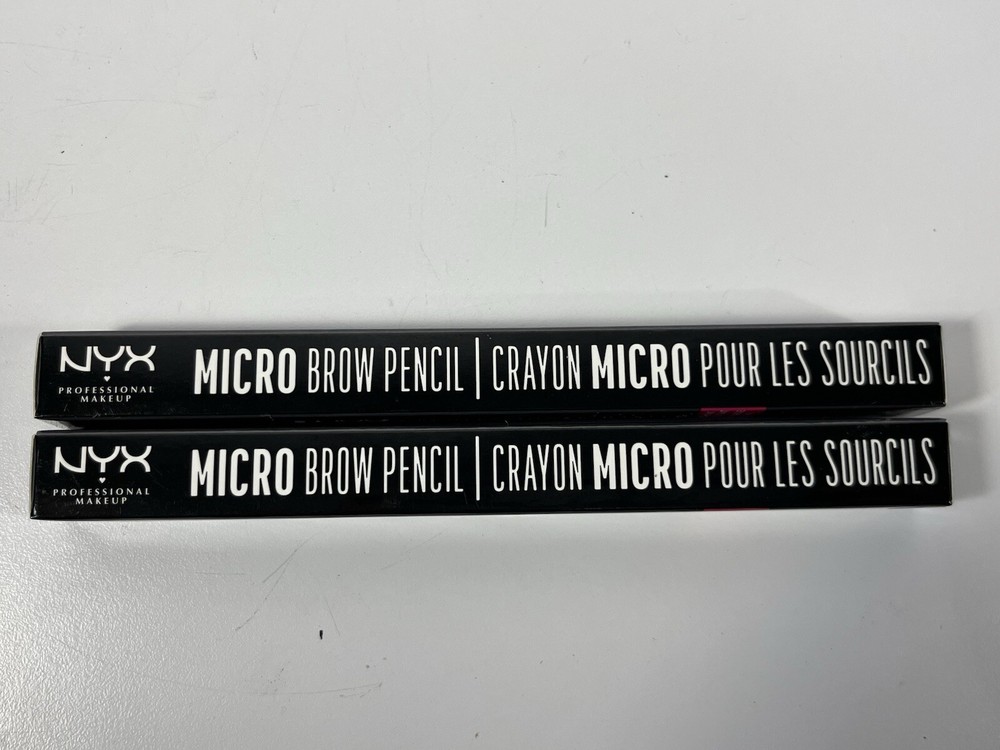 NYX
PROFESSIONAL
MAKEUP
MICRO BROW PENCIL | CRAYON MICRO POUR LES SOURCILS
NYX
PROFESSIONAL
MAKEUP
MICRO BROW PENCIL | CRAYON MICRO POUR LES SOURCILS